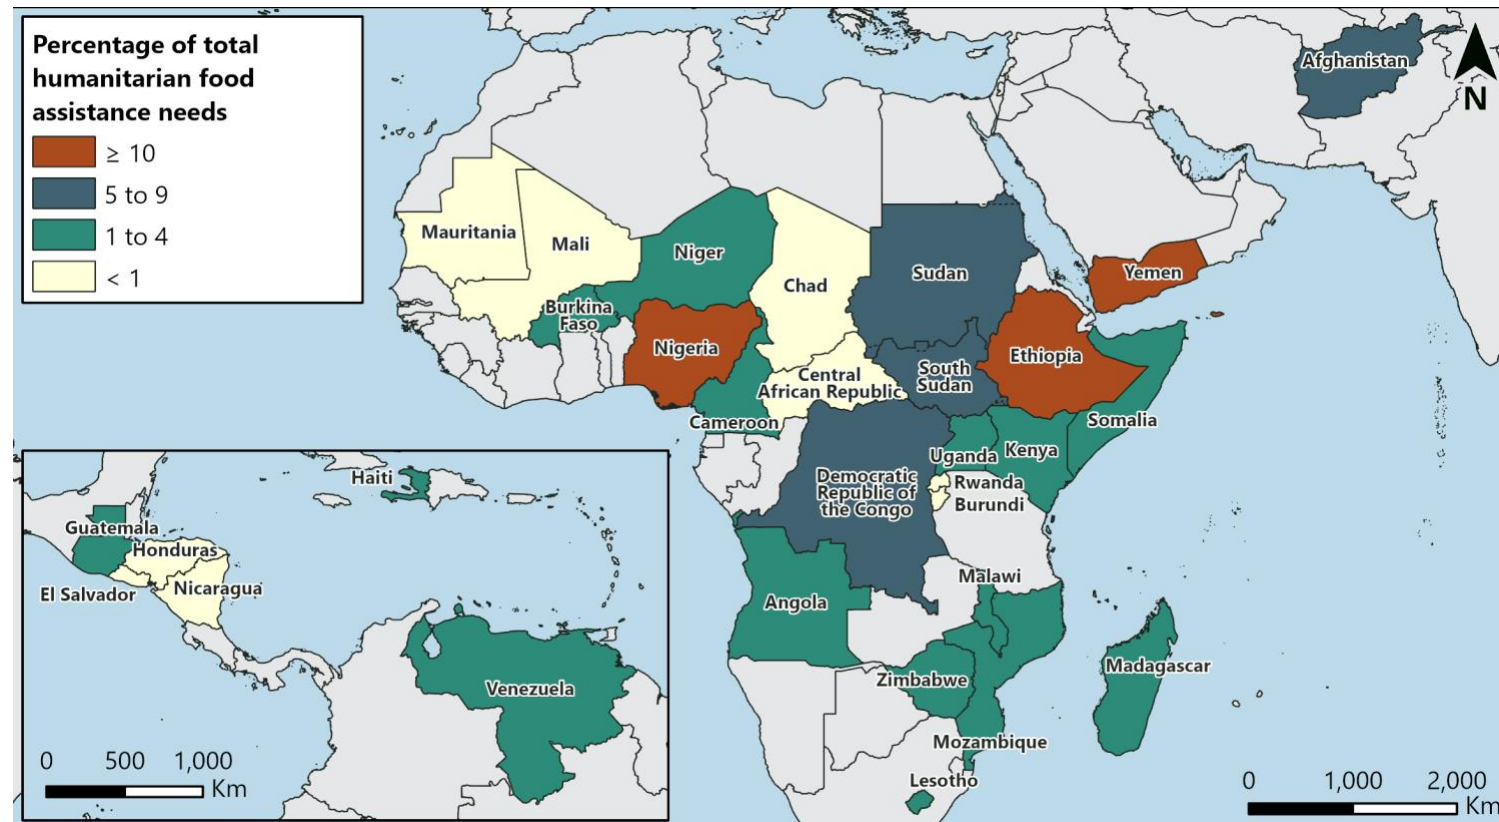 Percentage of total
humanitarian food
assistance needs
≥ 10
5 to 9
1 to 4
< 1
Afghanistan
N
Mauritania
Mali
Niger
Chad
Sudan
Yemen
Burkina
Faso
Nigeria
Ethiopia
South
Sudan
Central
African Republic
Cameroon
Somalia
Uganda
Kenya
Rwanda
Burundi
Democratic
Republic of
the Congo
Malawi
Angola
Zimbabwe
Madagascar
Mozambique
Lesotho
0 1,000 2,000
Km
Haiti
Guatemala
Honduras
El Salvador
Nicaragua
Venezuela
0 500 1,000
Km